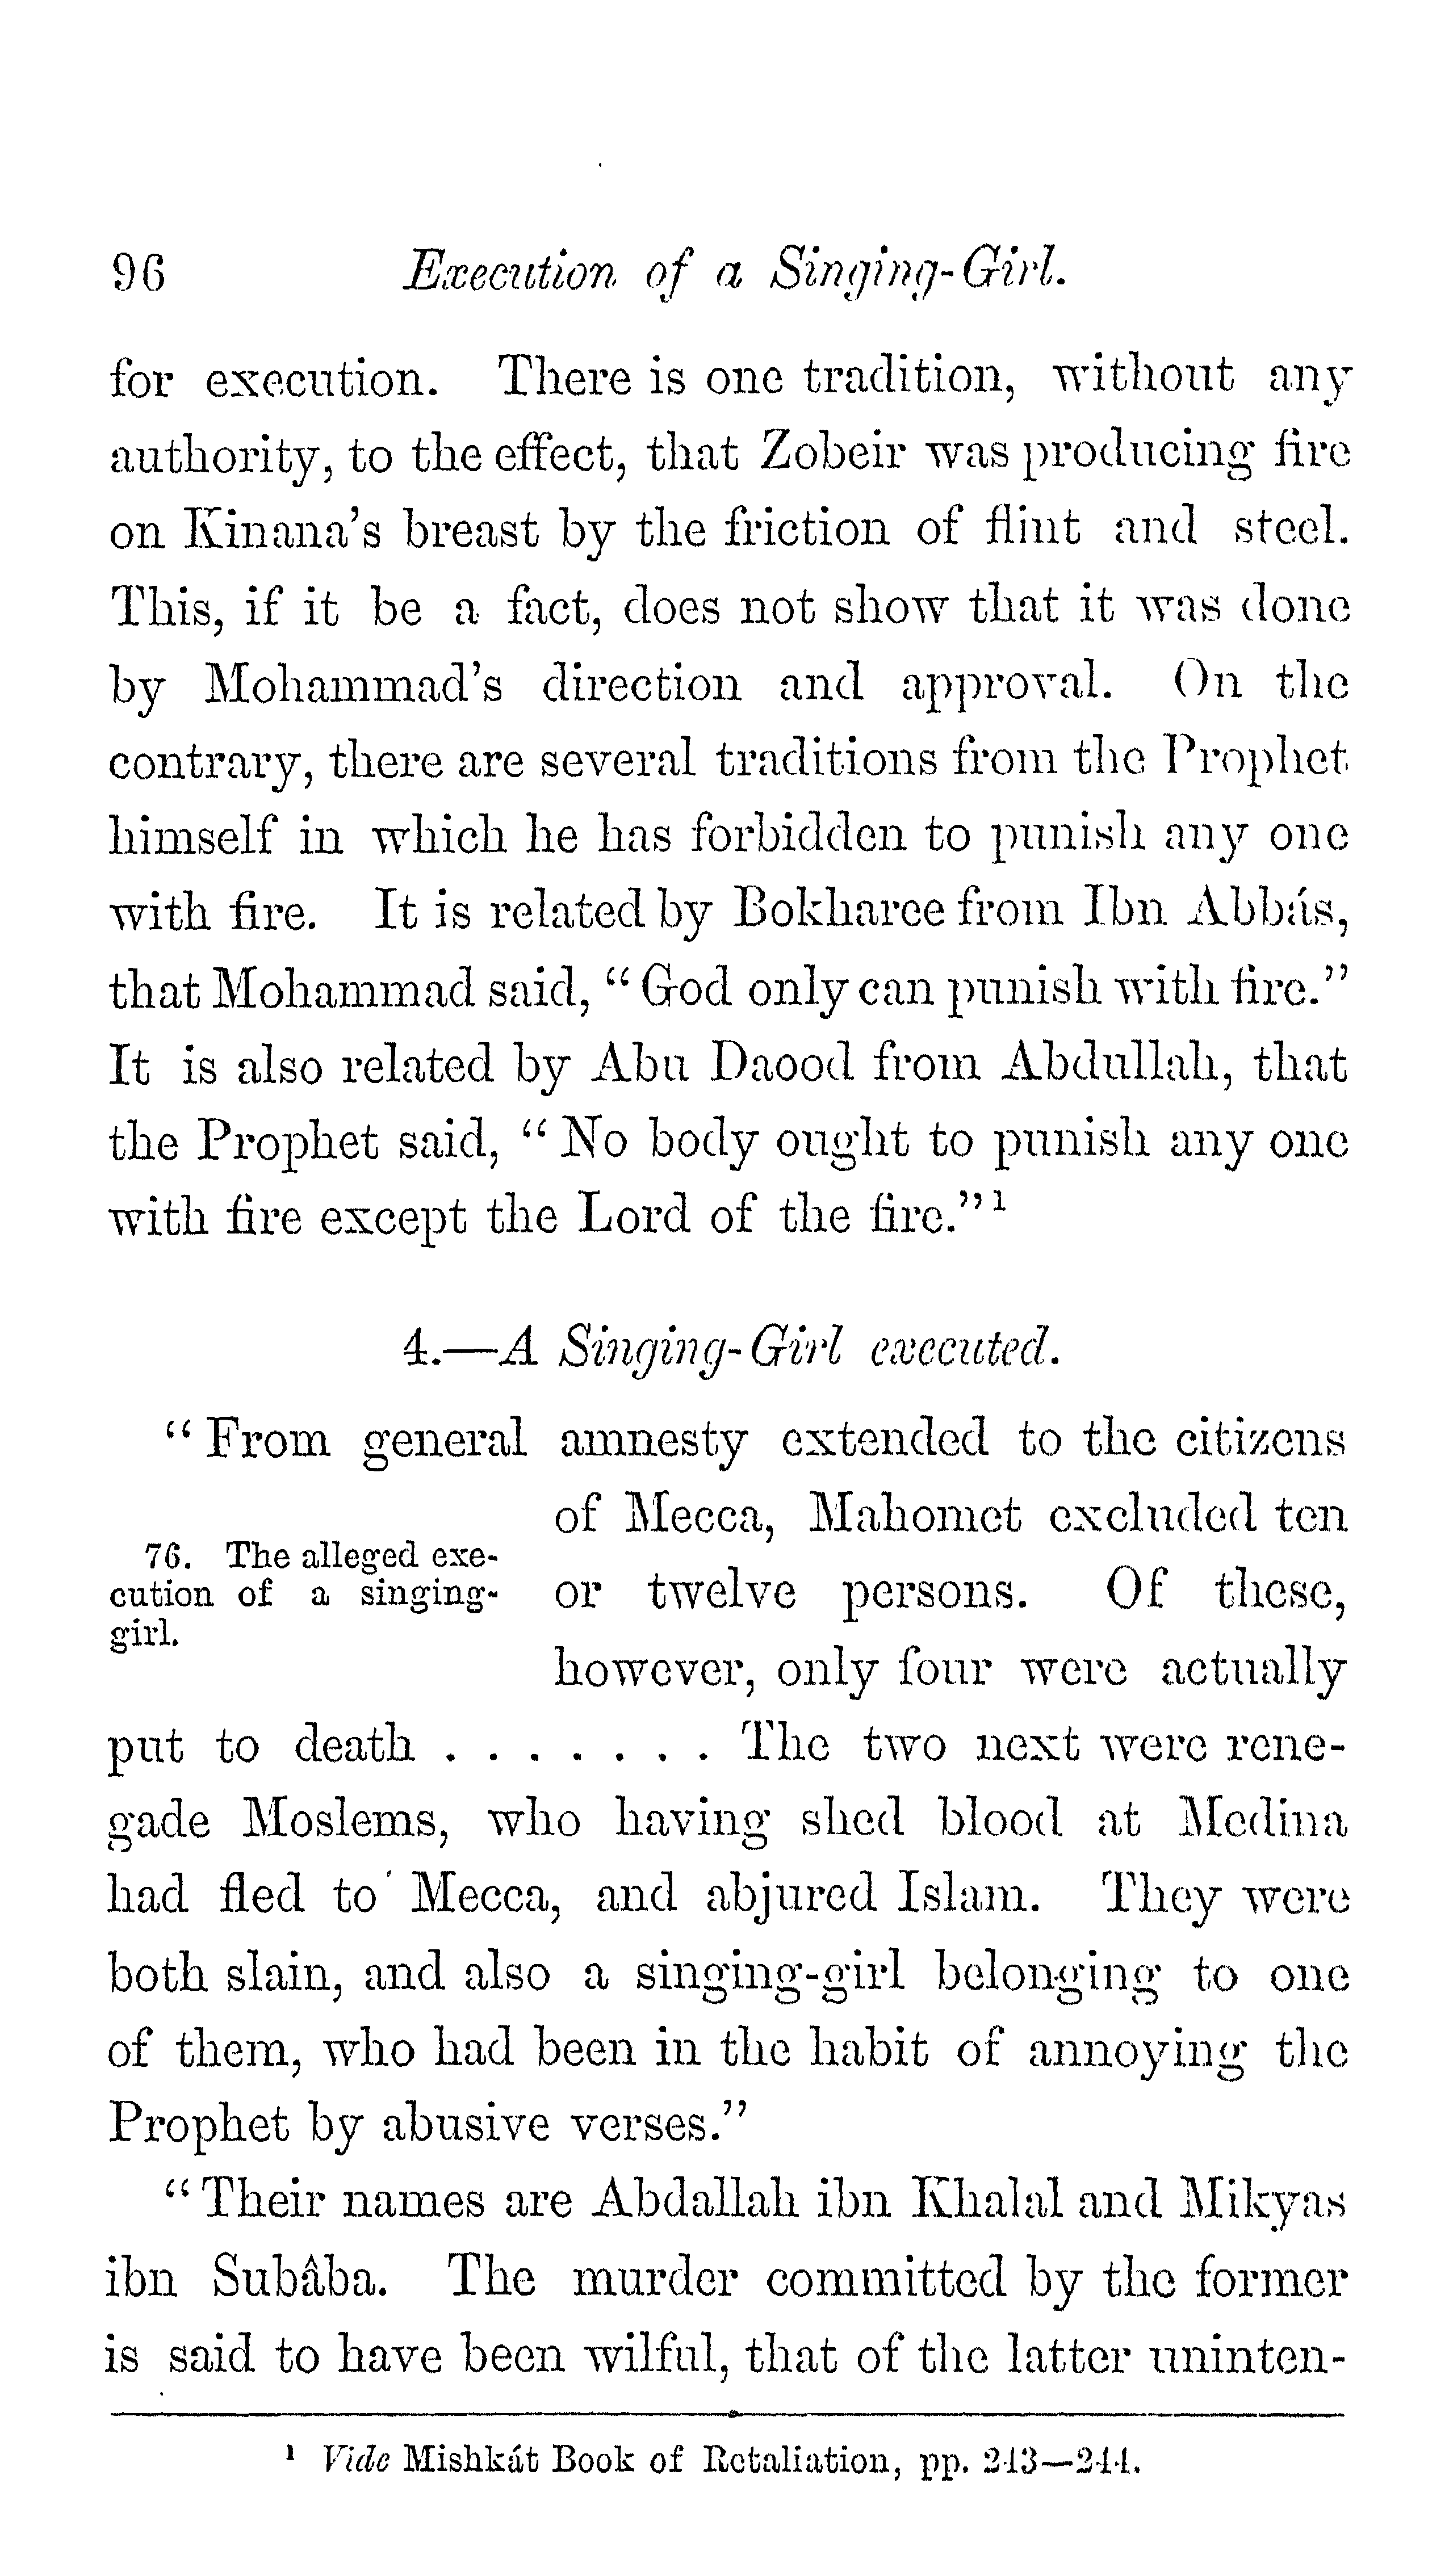 96 Execution of a Singing-Girl.
for execution. There is one tradition, without any
authority, to the effect, that Zobeir was producing fire
on Kinana's breast by the friction of flint and steel.
This, if it be a fact, does not show that it was done
by Mohammad's direction and approval. On the
contrary, there are several traditions from the Prophet
himself in which he has forbidden to punish any one
with fire. It is related by Bokharee from Ibn Abbás,
that Mohammad said, "God only can punish with fire."
It is also related by Abu Daood from Abdullah, that
the Prophet said, "No body ought to punish any one
with fire except the Lord of the fire."¹
4.—A Singing-Girl executed.
"From general amnesty extended to the citizens
76. The alleged exe-
cution of a singing-
girl.
of Mecca, Mahomet excluded ten
or twelve persons. Of these,
however, only four were actually
put to death . . . . . . . The two next were rene-
gade Moslems, who having shed blood at Medina
had fled to Mecca, and abjured Islam. They were
both slain, and also a singing-girl belonging to one
of them, who had been in the habit of annoying the
Prophet by abusive verses."
"Their names are Abdallah ibn Khalal and Mikyas
ibn Subâba. The murder committed by the former
is said to have been wilful, that of the latter uninten-
¹ Vide Mishkát Book of Retaliation, pp. 243—244.